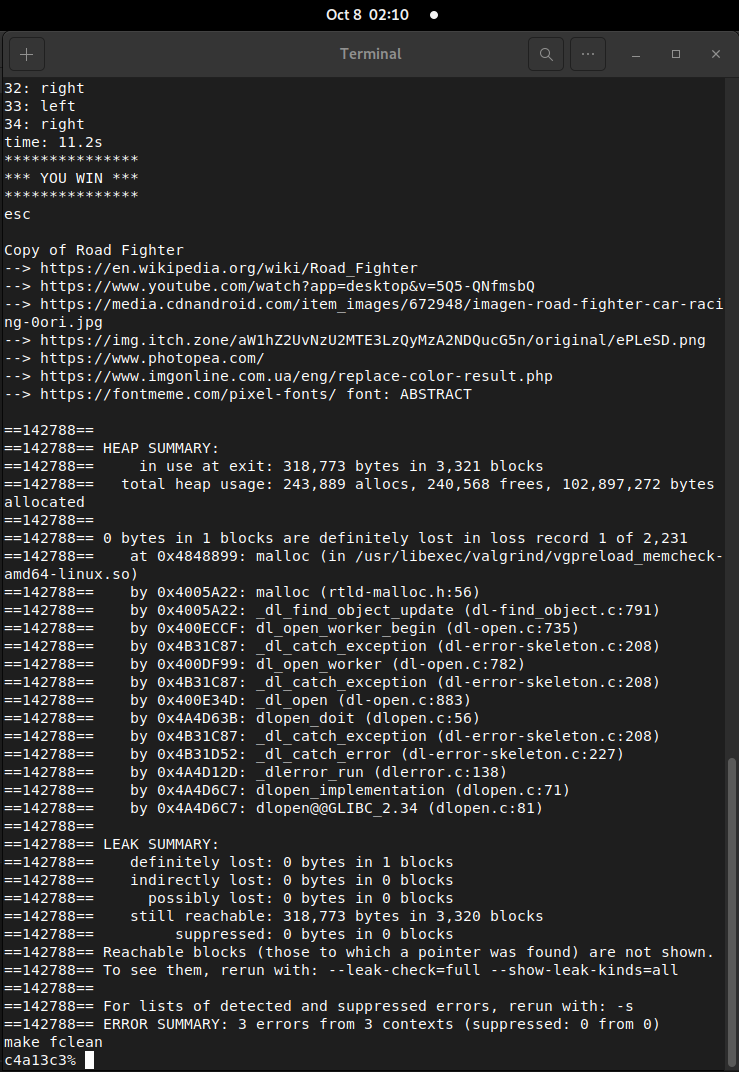 Oct 8 02:10
Terminal
32: right
33: left
34: right
time: 11.2s
***************
*** YOU WIN ***
***************
esc
Copy of Road Fighter
--> https://en.wikipedia.org/wiki/Road_Fighter
--> https://www.youtube.com/watch?app=desktop&v=5Q5-QNfmsbQ
--> https://media.cdnandroid.com/item_images/672948/imagen-road-fighter-car-raci
ng-0ori.jpg
--> https://img.itch.zone/aW1hZ2UvNzU2MTE3LzQyMzA2NDQucG5n/original/ePLeSD.png
--> https://www.photopea.com/
--> https://www.imgonline.com.ua/eng/replace-color-result.php
--> https://fontmeme.com/pixel-fonts/ font: ABSTRACT
==142788==
==142788== HEAP SUMMARY:
==142788==     in use at exit: 318,773 bytes in 3,321 blocks
==142788==   total heap usage: 243,889 allocs, 240,568 frees, 102,897,272 bytes
allocated
==142788==
==142788== 0 bytes in 1 blocks are definitely lost in loss record 1 of 2,231
==142788==    at 0x4848899: malloc (in /usr/libexec/valgrind/vgpreload_memcheck-
amd64-linux.so)
==142788==    by 0x4005A22: malloc (rtld-malloc.h:56)
==142788==    by 0x4005A22: _dl_find_object_update (dl-find_object.c:791)
==142788==    by 0x400ECCF: dl_open_worker_begin (dl-open.c:735)
==142788==    by 0x4B31C87: _dl_catch_exception (dl-error-skeleton.c:208)
==142788==    by 0x400DF99: dl_open_worker (dl-open.c:782)
==142788==    by 0x4B31C87: _dl_catch_exception (dl-error-skeleton.c:208)
==142788==    by 0x400E34D: _dl_open (dl-open.c:883)
==142788==    by 0x4A4D63B: dlopen_doit (dlopen.c:56)
==142788==    by 0x4B31C87: _dl_catch_exception (dl-error-skeleton.c:208)
==142788==    by 0x4B31D52: _dl_catch_error (dl-error-skeleton.c:227)
==142788==    by 0x4A4D12D: _dlerror_run (dlerror.c:138)
==142788==    by 0x4A4D6C7: dlopen_implementation (dlopen.c:71)
==142788==    by 0x4A4D6C7: dlopen@@GLIBC_2.34 (dlopen.c:81)
==142788==
==142788== LEAK SUMMARY:
==142788==    definitely lost: 0 bytes in 1 blocks
==142788==    indirectly lost: 0 bytes in 0 blocks
==142788==      possibly lost: 0 bytes in 0 blocks
==142788==    still reachable: 318,773 bytes in 3,320 blocks
==142788==         suppressed: 0 bytes in 0 blocks
==142788== Reachable blocks (those to which a pointer was found) are not shown.
==142788== To see them, rerun with: --leak-check=full --show-leak-kinds=all
==142788==
==142788== For lists of detected and suppressed errors, rerun with: -s
==142788== ERROR SUMMARY: 3 errors from 3 contexts (suppressed: 0 from 0)
make fclean
c4a13c3%